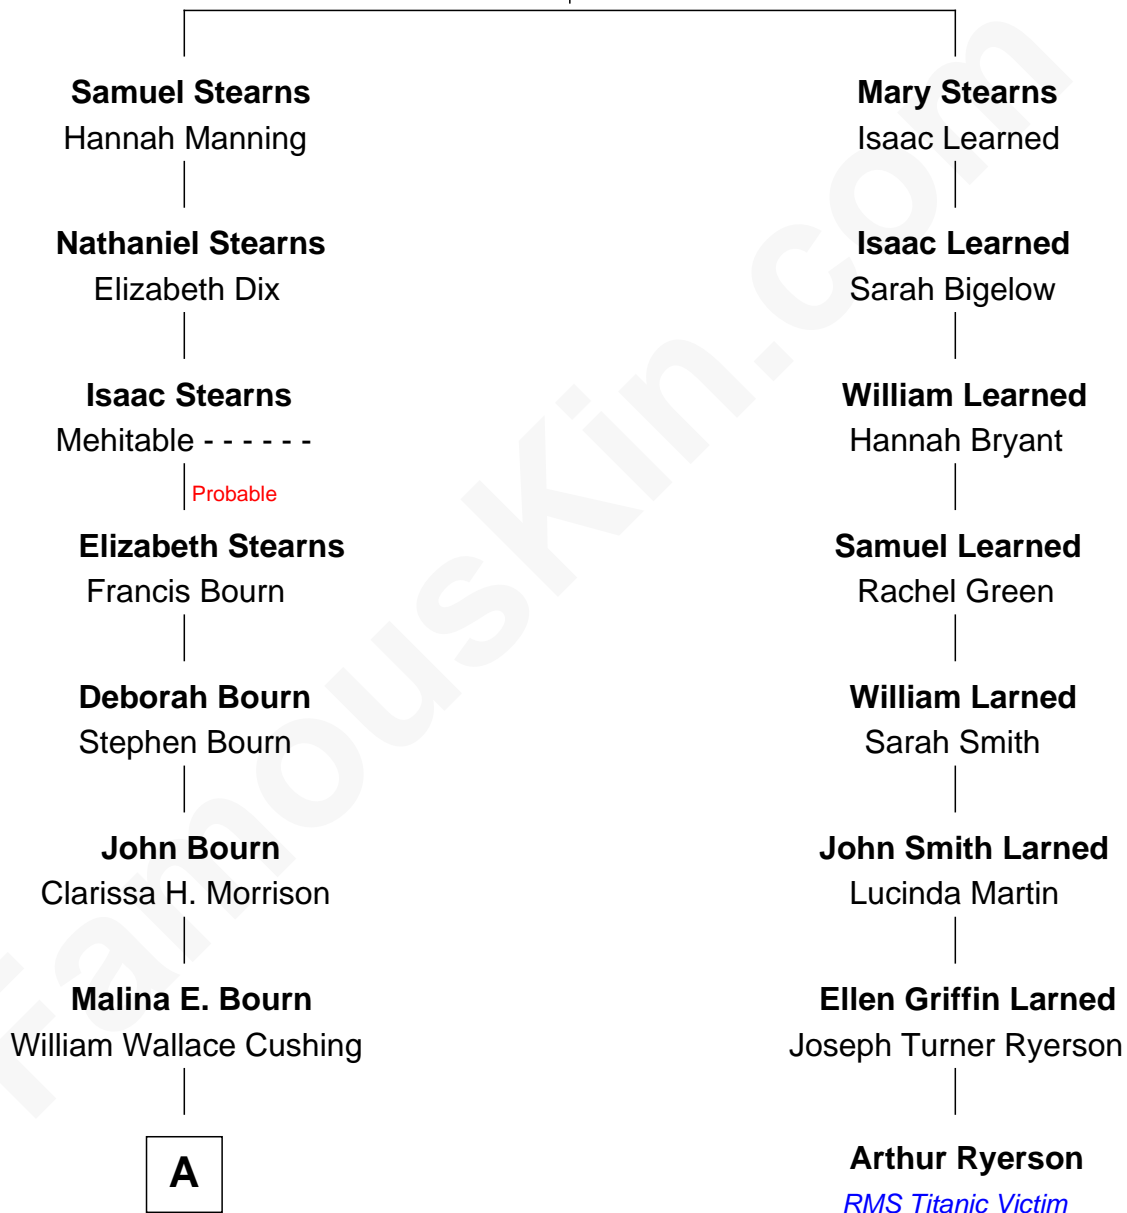 Samuel Stearns
Hannah Manning
Nathaniel Stearns
Elizabeth Dix
Isaac Stearns
Mehitable - - - - - -
Probable
Elizabeth Stearns
Francis Bourn
Deborah Bourn
Stephen Bourn
John Bourn
Clarissa H. Morrison
Malina E. Bourn
William Wallace Cushing
A
Mary Stearns
Isaac Learned
Isaac Learned
Sarah Bigelow
William Learned
Hannah Bryant
Samuel Learned
Rachel Green
William Larned
Sarah Smith
John Smith Larned
Lucinda Martin
Ellen Griffin Larned
Joseph Turner Ryerson
Arthur Ryerson
RMS Titanic Victim
FamousKin.com